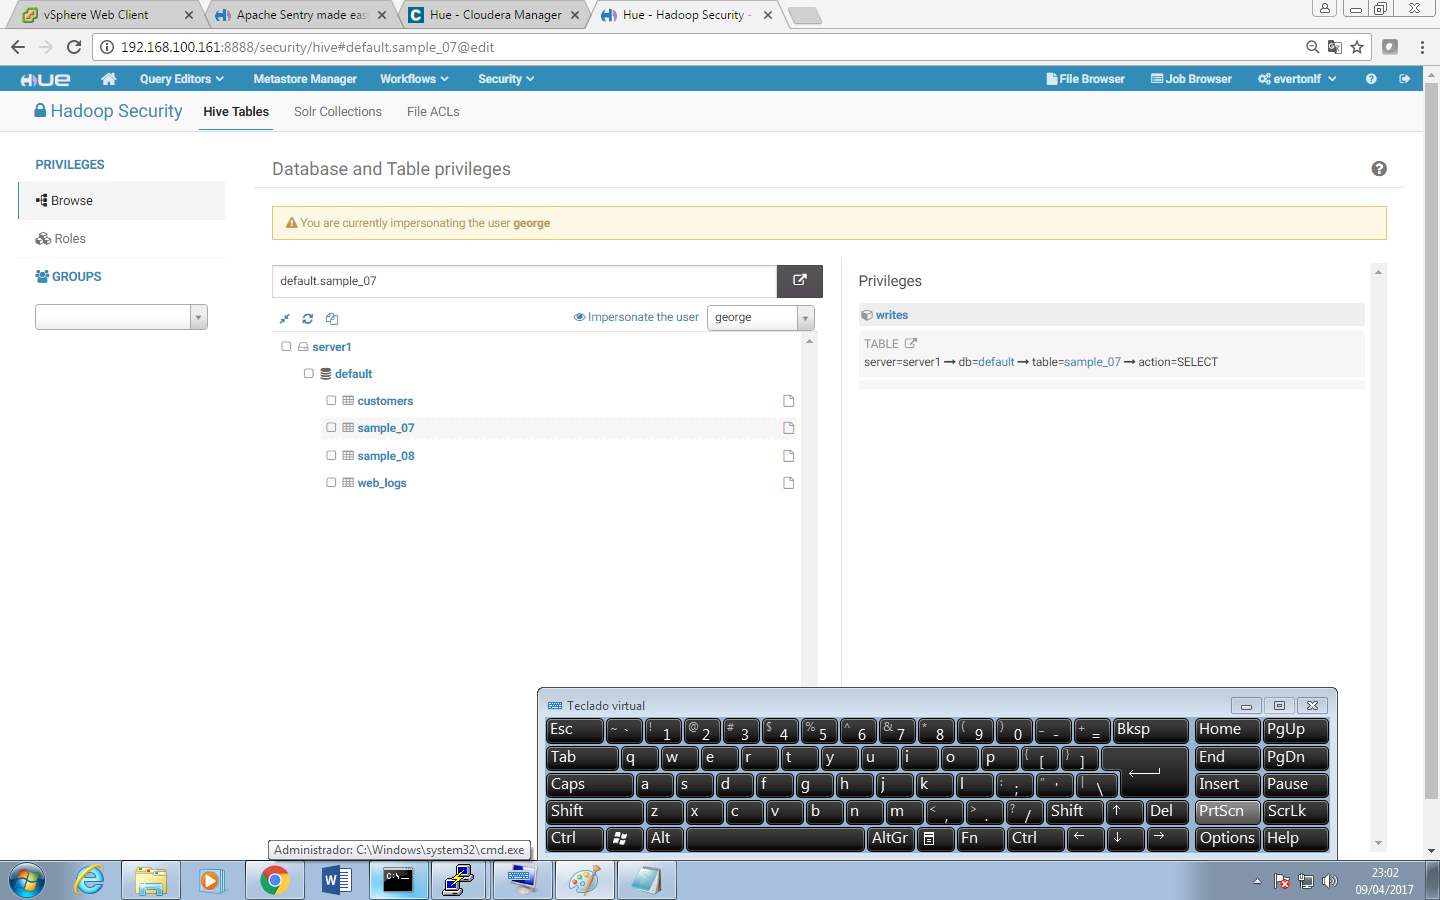 vSphere Web Client
Apache Sentry made eas
Hue - Cloudera Manager
Hue - Hadoop Security -
192.168.100.161:8888/security/hive#default.sample_07@edit
HUE
Query Editors
Metastore Manager
Workflows
Security
File Browser
Job Browser
evertonlf
Hadoop Security
Hive Tables
Solr Collections
File ACLs
PRIVILEGES
Browse
Roles
GROUPS
Database and Table privileges
You are currently impersonating the user george
default.sample_07
Impersonate the user
george
server1
default
customers
sample_07
sample_08
web_logs
Privileges
writes
TABLE
server=server1 → db=default → table=sample_07 → action=SELECT
Teclado virtual
Esc ~ ` ! 1 @ 2 # 3 $ 4 % 5 ^ 6 & 7 * 8 ( 9 ) 0 _ - + = Bksp Home PgUp
Tab q w e r t y u i o p { [ } ] End PgDn
Caps a s d f g h j k l : ; " ' | \ Insert Pause
Shift z x c v b n m < , > . ? / Shift ↑ Del PrtScn ScrLk
Ctrl Alt AltGr Fn Ctrl ← ↓ → Options Help
Administrador: C:\Windows\system32\cmd.exe
23:02
09/04/2017